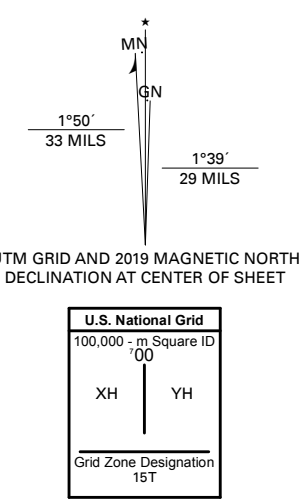 ★
MN
GN
1°50´
33 MILS
1°39´
29 MILS
UTM GRID AND 2019 MAGNETIC NORTH
DECLINATION AT CENTER OF SHEET
U.S. National Grid
100,000 - m Square ID
⁷00
XH YH
Grid Zone Designation
15T